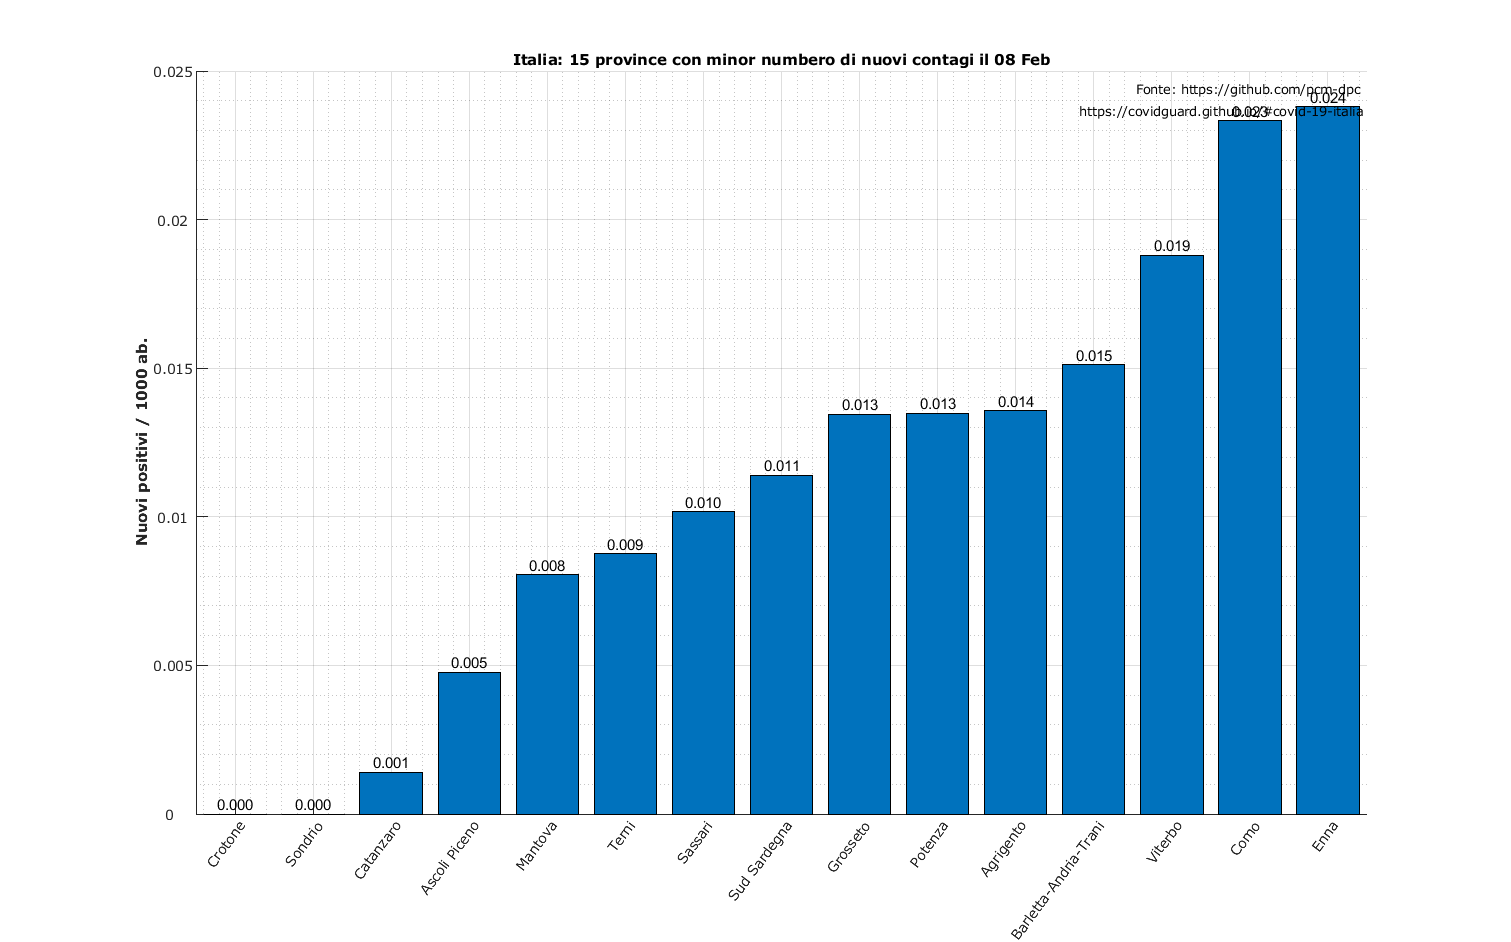 Italia: 15 province con minor numbero di nuovi contagi il 08 Feb
Fonte: https://github.com/pcm-dpc
https://covidguard.github.io/#covid-19-italia
Nuovi positivi / 1000 ab.
0.025
0.02
0.015
0.01
0.005
0
0.000
0.000
0.001
0.005
0.008
0.009
0.010
0.011
0.013
0.013
0.014
0.015
0.019
0.023
0.024
Crotone
Sondrio
Catanzaro
Ascoli Piceno
Mantova
Terni
Sassari
Sud Sardegna
Grosseto
Potenza
Agrigento
Barletta-Andria-Trani
Viterbo
Como
Enna